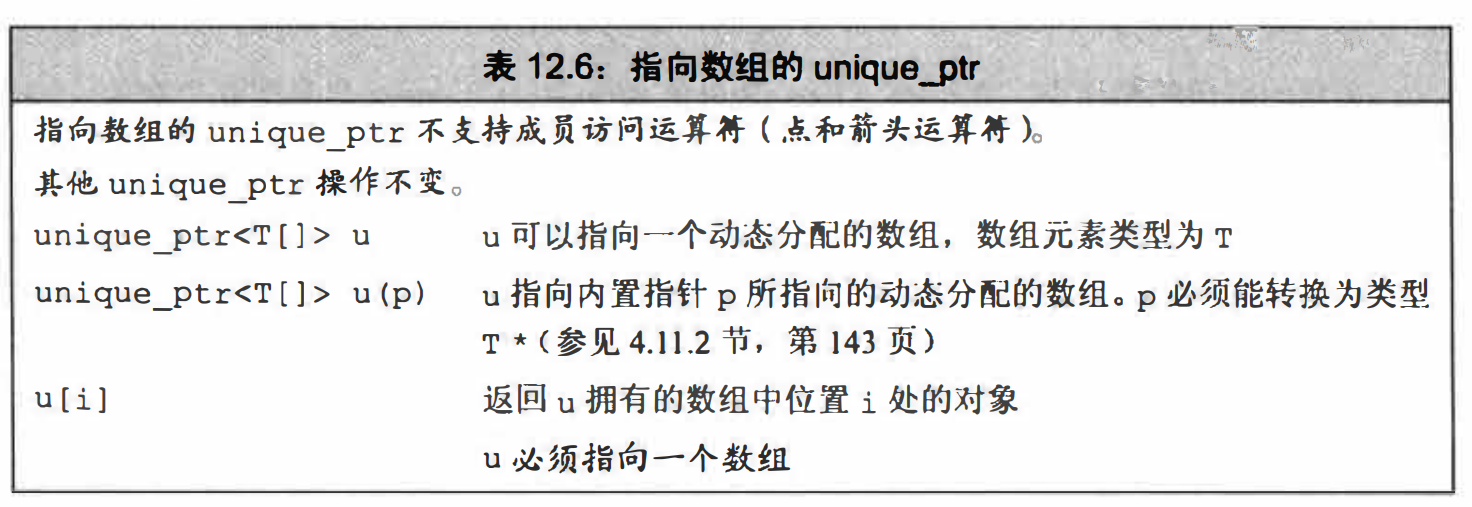 表 12.6：指向数组的 unique_ptr
指向数组的 unique_ptr 不支持成员访问运算符（点和箭头运算符）。
其他 unique_ptr 操作不变。
unique_ptr<T[]> u u 可以指向一个动态分配的数组，数组元素类型为 T
unique_ptr<T[]> u(p) u 指向内置指针 p 所指向的动态分配的数组。p 必须能转换为类型
T *（参见 4.11.2 节，第 143 页）
u[i] 返回 u 拥有的数组中位置 i 处的对象
u 必须指向一个数组